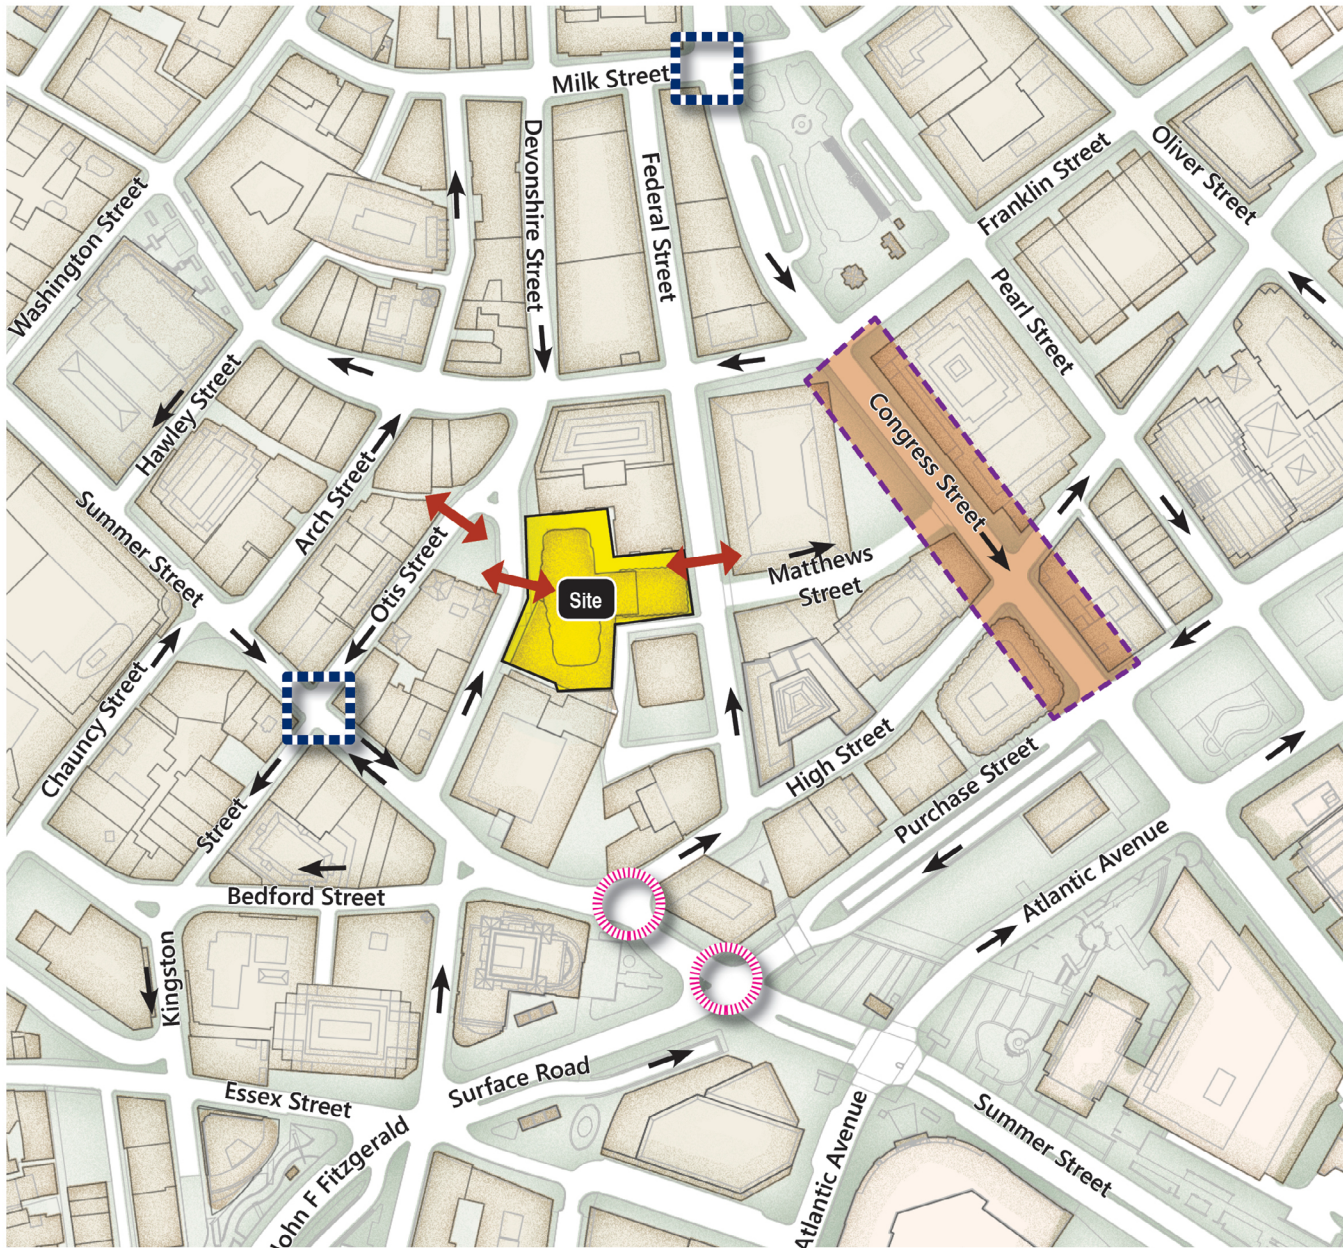 Milk Street
Devonshire Street
Federal Street
Franklin Street
Oliver Street
Washington Street
Pearl Street
Hawley Street
Congress Street
Arch Street
Summer Street
Otis Street
Matthews
Street
Site
Chauncy Street
High Street
Purchase Street
Street
Atlantic Avenue
Bedford Street
Kingston
Surface Road
Essex Street
John F Fitzgerald
Atlantic Avenue
Summer Street